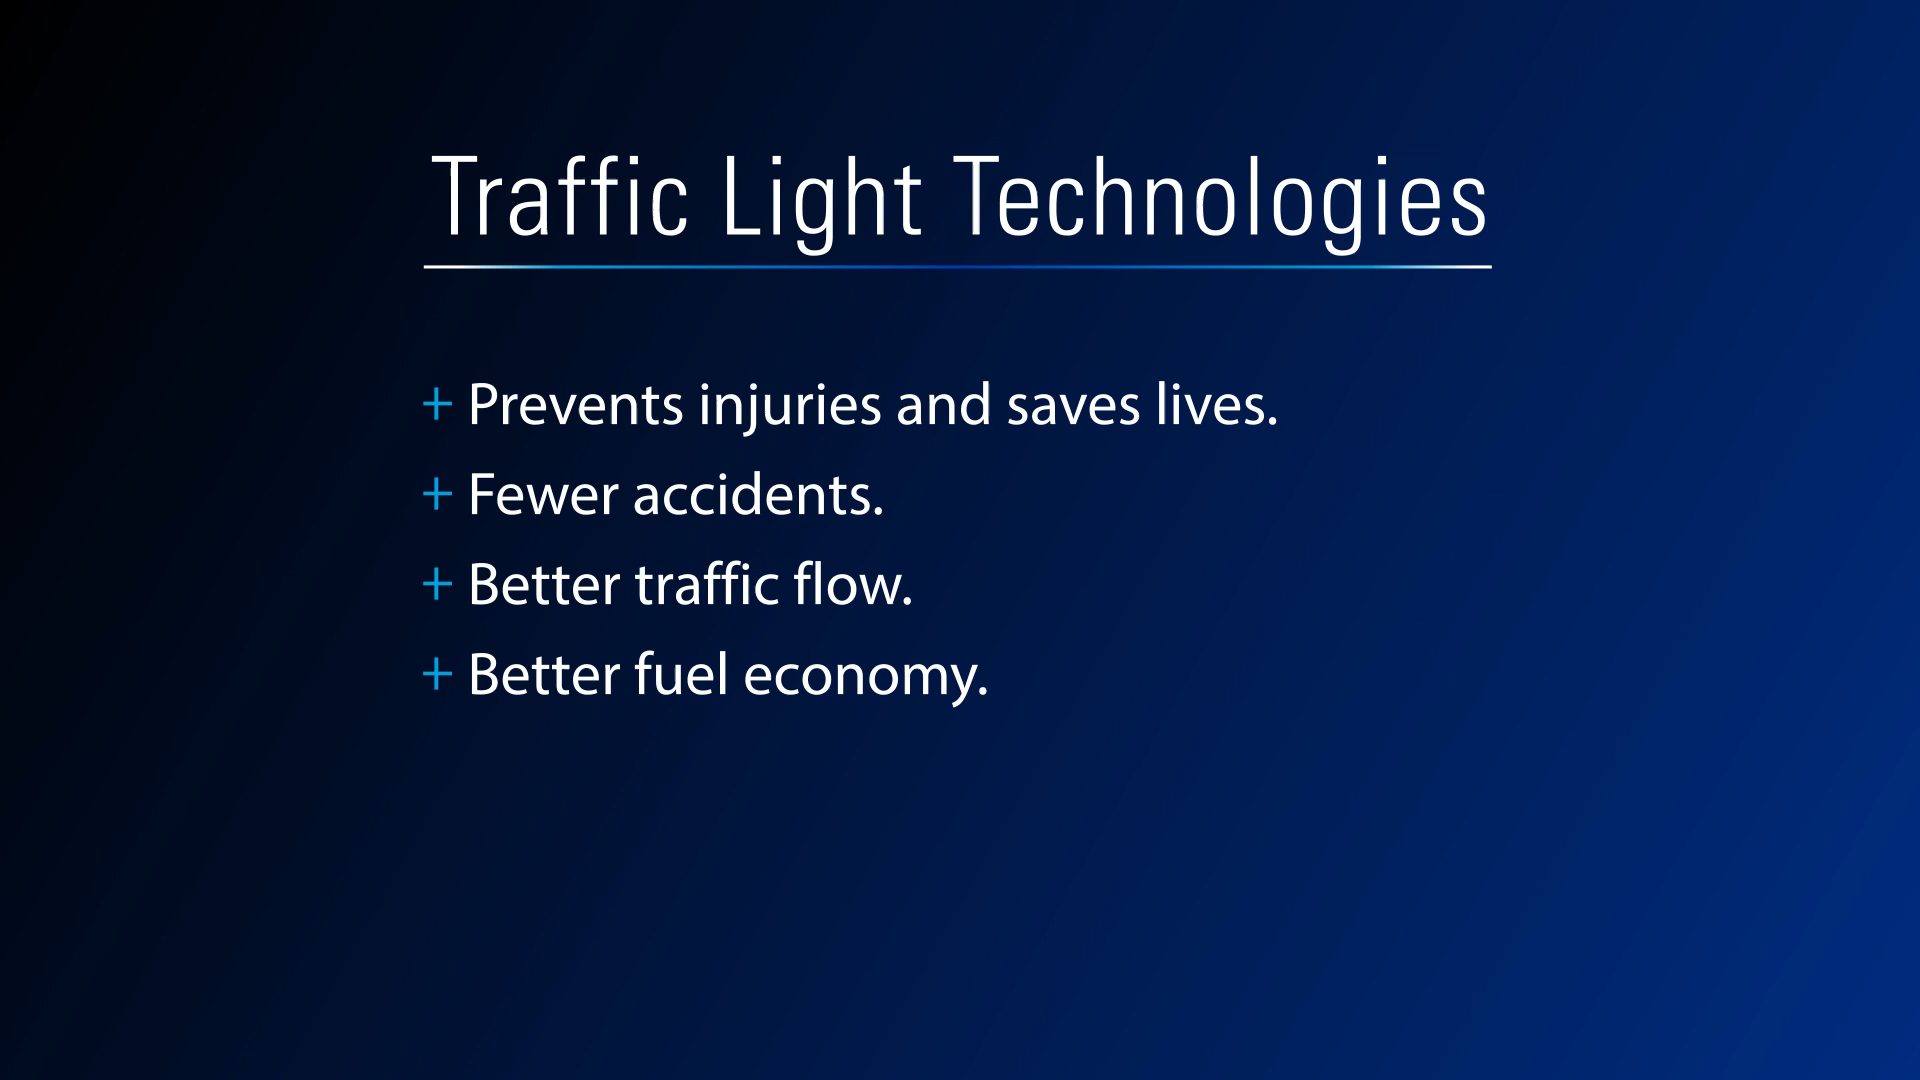 Traffic Light Technologies
+ Prevents injuries and saves lives.
+ Fewer accidents.
+ Better traffic flow.
+ Better fuel economy.